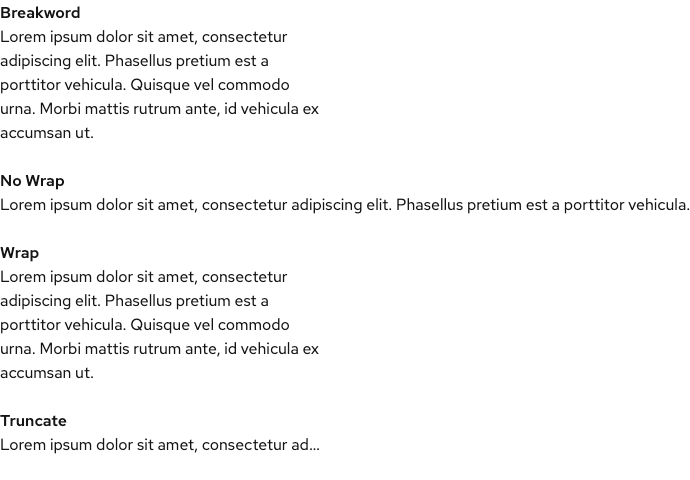 Breakword
Lorem ipsum dolor sit amet, consectetur
adipiscing elit. Phasellus pretium est a
porttitor vehicula. Quisque vel commodo
urna. Morbi mattis rutrum ante, id vehicula ex
accumsan ut.
No Wrap
Lorem ipsum dolor sit amet, consectetur adipiscing elit. Phasellus pretium est a porttitor vehicula.
Wrap
Lorem ipsum dolor sit amet, consectetur
adipiscing elit. Phasellus pretium est a
porttitor vehicula. Quisque vel commodo
urna. Morbi mattis rutrum ante, id vehicula ex
accumsan ut.
Truncate
Lorem ipsum dolor sit amet, consectetur ad…